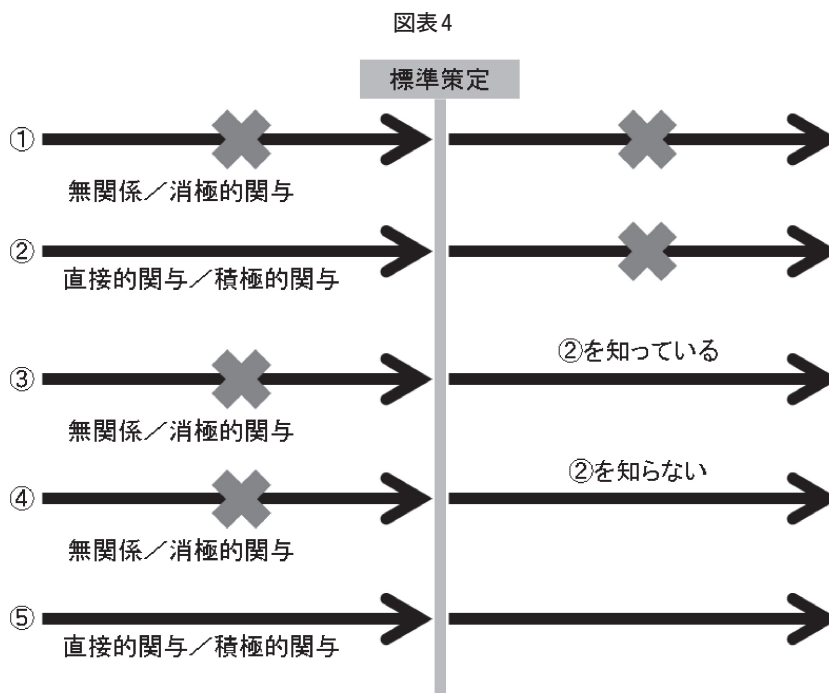 図表4
標準策定
①
無関係／消極的関与
②
直接的関与／積極的関与
③
②を知っている
無関係／消極的関与
④
②を知らない
無関係／消極的関与
⑤
直接的関与／積極的関与